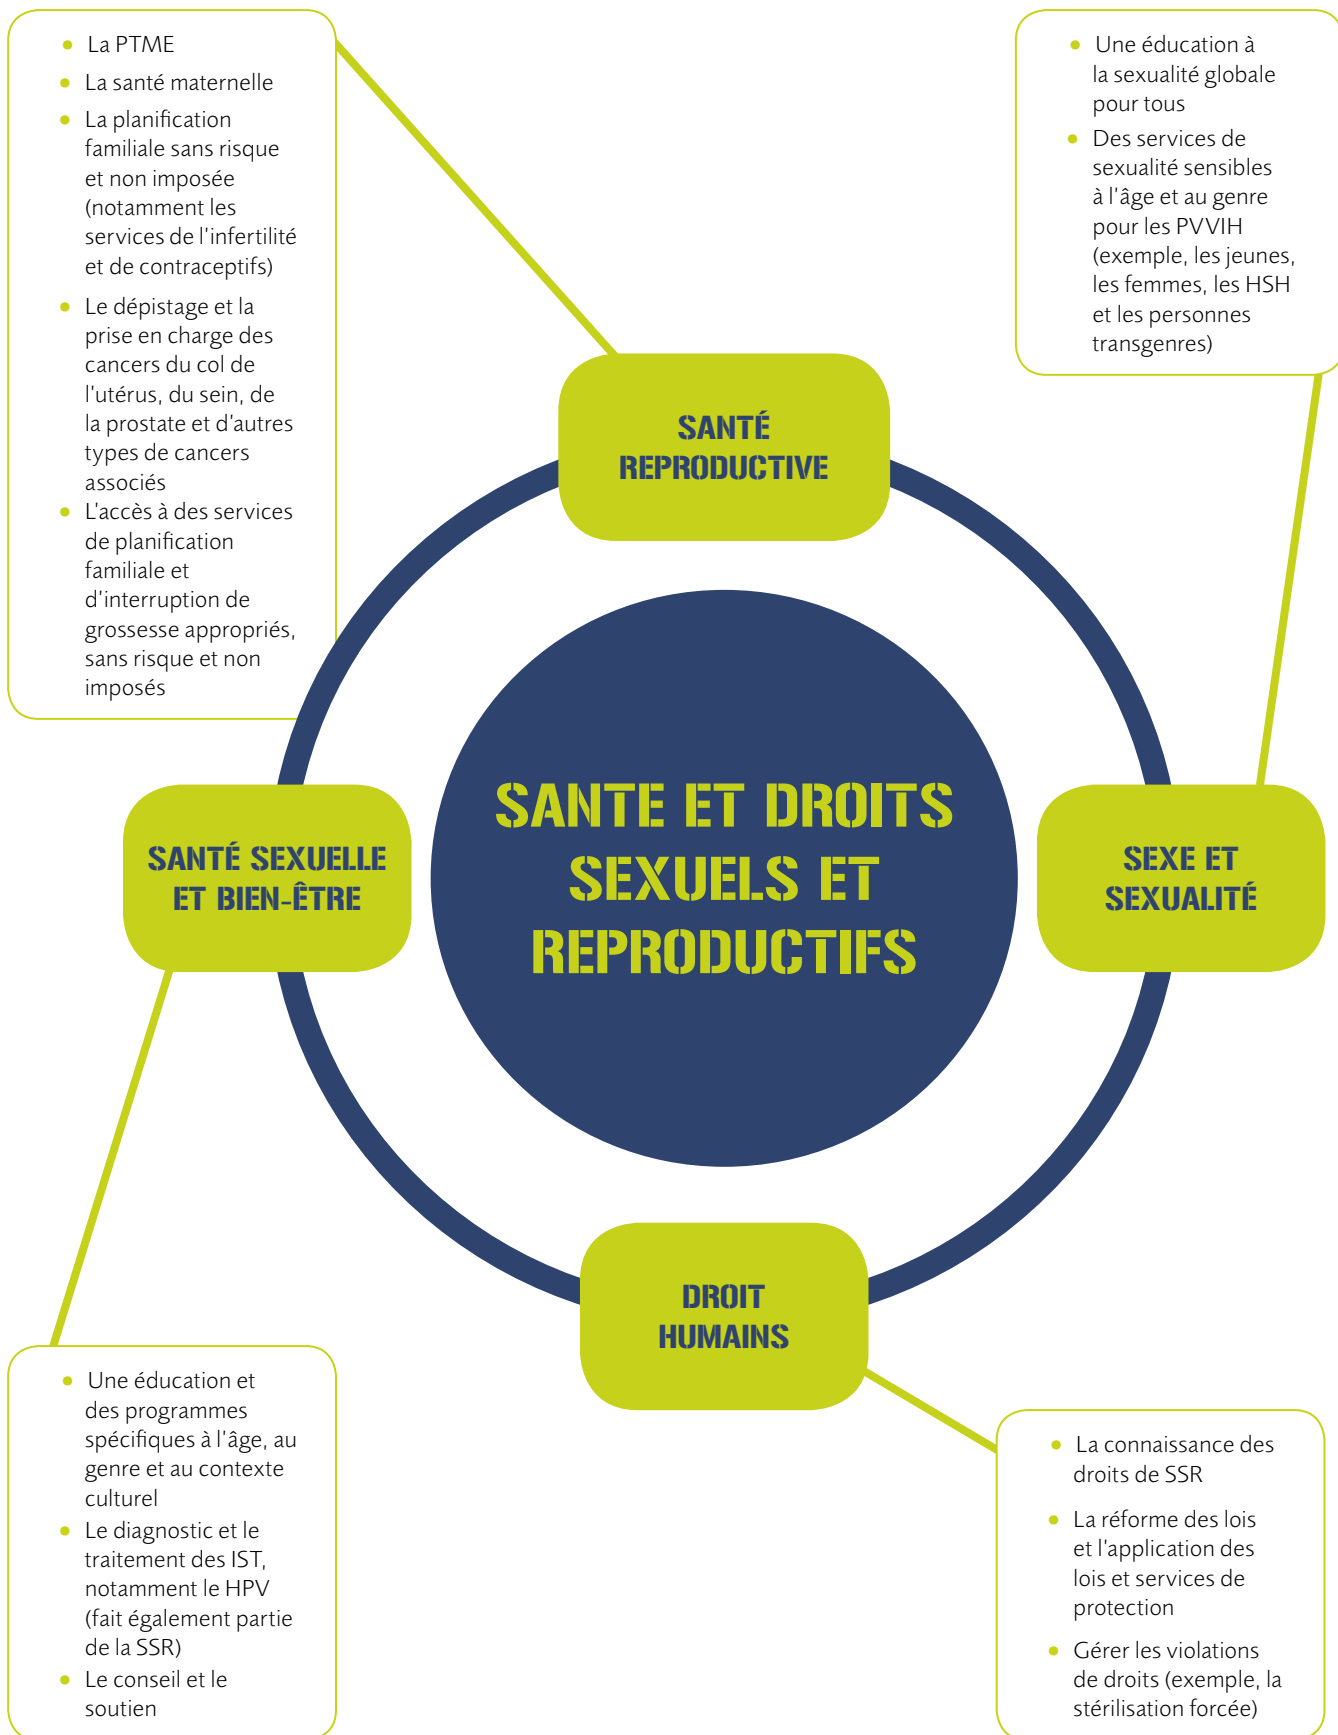 • La PTME
• La santé maternelle
• La planification
familiale sans risque
et non imposée
(notamment les
services de l'infertilité
et de contraceptifs)
• Le dépistage et la
prise en charge des
cancers du col de
l'utérus, du sein, de
la prostate et d'autres
types de cancers
associés
• L'accès à des services
de planification
familiale et
d'interruption de
grossesse appropriés,
sans risque et non
imposés
• Une éducation à
la sexualité globale
pour tous
• Des services de
sexualité sensibles
à l'âge et au genre
pour les PVVIH
(exemple, les jeunes,
les femmes, les HSH
et les personnes
transgenres)
SANTÉ
REPRODUCTIVE
SANTE ET DROITS
SEXUELS ET
REPRODUCTIFS
SANTÉ SEXUELLE
ET BIEN-ÊTRE
SEXE ET
SEXUALITÉ
DROIT
HUMAINS
• Une éducation et
des programmes
spécifiques à l'âge, au
genre et au contexte
culturel
• Le diagnostic et le
traitement des IST,
notamment le HPV
(fait également partie
de la SSR)
• Le conseil et le
soutien
• La connaissance des
droits de SSR
• La réforme des lois
et l'application des
lois et services de
protection
• Gérer les violations
de droits (exemple, la
stérilisation forcée)